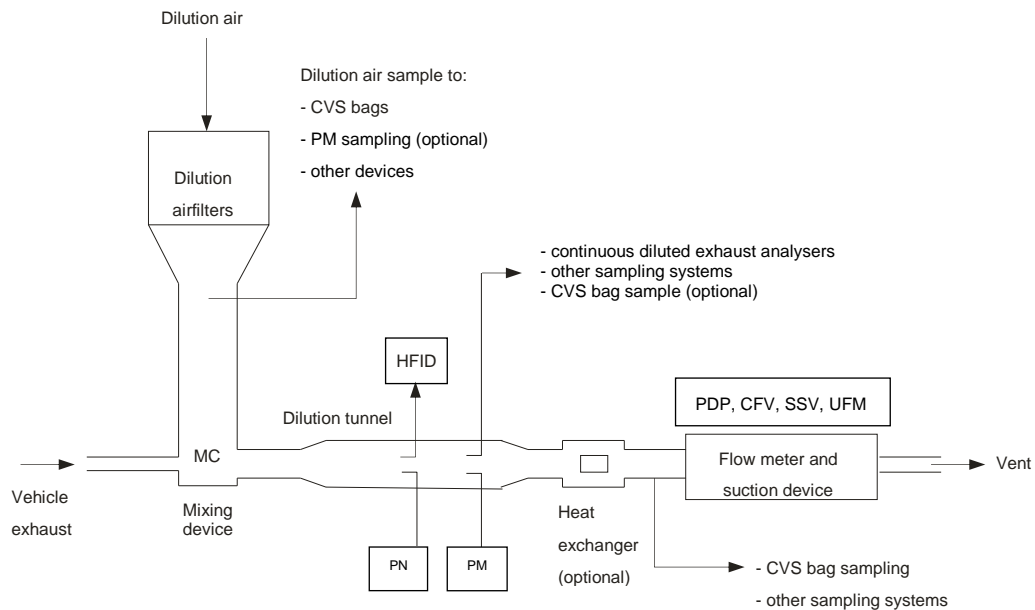 Dilution air
Dilution air sample to:
- CVS bags
- PM sampling (optional)
- other devices
Dilution
airfilters
- continuous diluted exhaust analysers
- other sampling systems
- CVS bag sample (optional)
HFID
PDP, CFV, SSV, UFM
Dilution tunnel
MC
Flow meter and
suction device
Vent
Vehicle
exhaust
Mixing
device
Heat
exchanger
(optional)
PN
PM
- CVS bag sampling
- other sampling systems